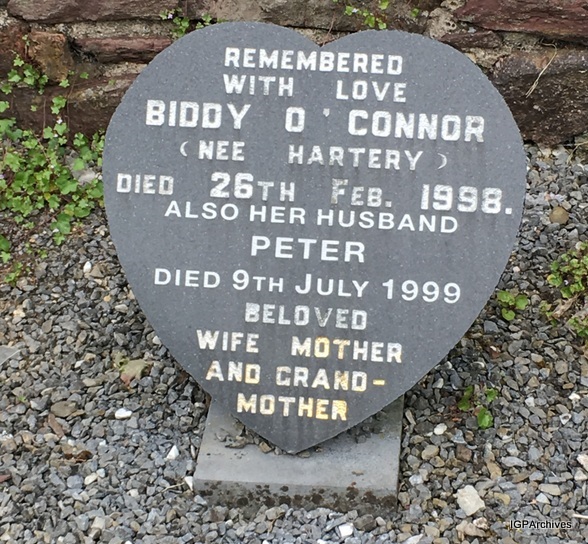 REMEMBERED
WITH LOVE
BIDDY O'CONNOR
(NEE HARTERY)
DIED 26TH FEB. 1998.
ALSO HER HUSBAND
PETER
DIED 9TH JULY 1999
BELOVED
WIFE MOTHER
AND GRAND-
MOTHER
IGPArchives